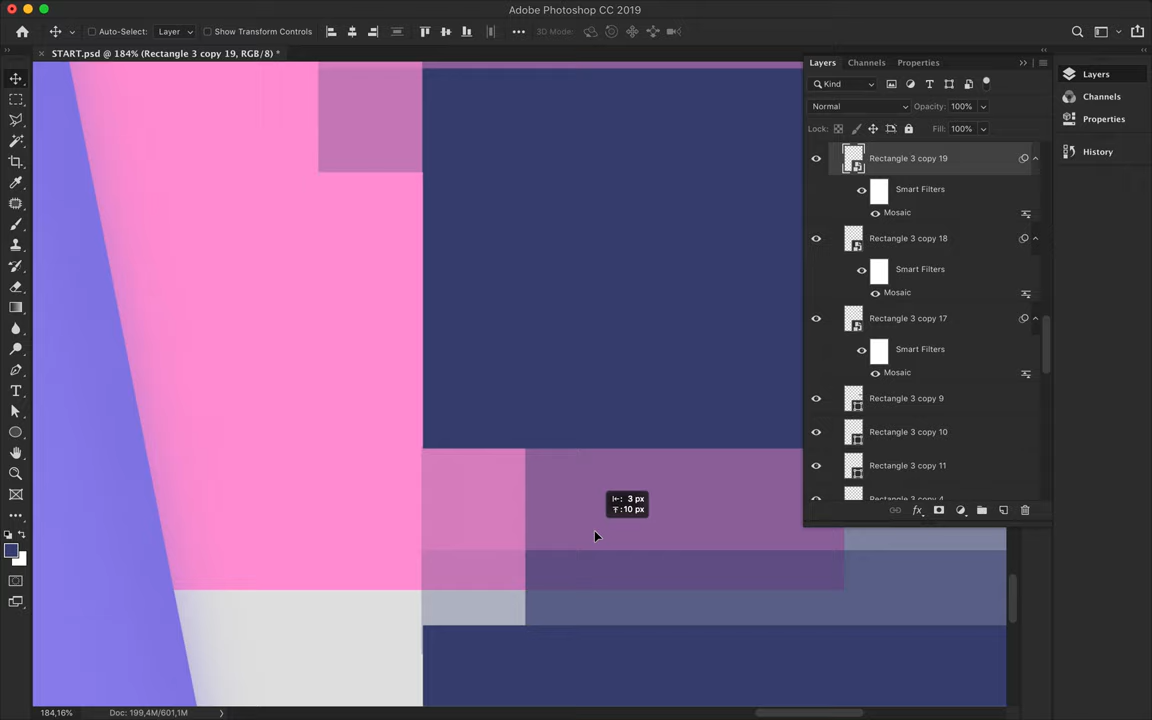 Adobe Photoshop CC 2019
Auto-Select: Layer Show Transform Controls 3D Mode:
START.psd @ 184% (Rectangle 3 copy 19, RGB/8) *
Layers Channels Properties
Kind
Normal Opacity: 100%
Lock: Fill: 100%
Rectangle 3 copy 19
Smart Filters
Mosaic
Rectangle 3 copy 18
Smart Filters
Mosaic
Rectangle 3 copy 17
Smart Filters
Mosaic
Rectangle 3 copy 9
Rectangle 3 copy 10
Rectangle 3 copy 11
Rectangle 3 copy 4
Layers
Channels
Properties
History
3 px
10 px
184,16% Doc: 199,4M/601,1M